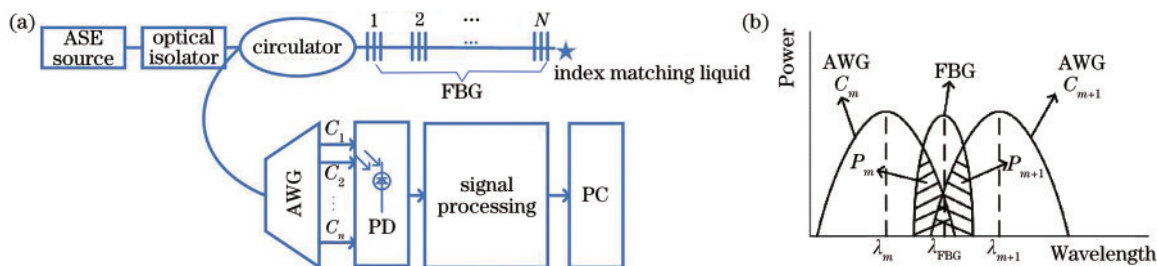 (a)
ASE
source
optical
isolator
circulator
1 2 ··· N
...
FBG
index matching liquid
AWG
C₁
C₂
⋮
Cₙ
PD
signal
processing
PC
(b)
Power
AWG
Cₘ
FBG
AWG
Cₘ₊₁
Pₘ
Pₘ₊₁
λₘ λ_FBG λₘ₊₁ Wavelength